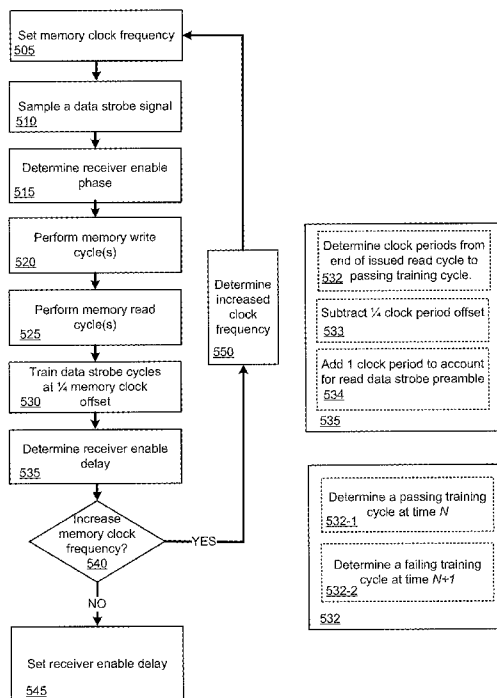 Set memory clock frequency
505
Sample a data strobe signal
510
Determine receiver enable
phase
515
Perform memory write
cycle(s)
520
Perform memory read
cycle(s)
525
Train data strobe cycles
at ¼ memory clock
530 offset
Determine receiver enable
delay
535
Increase
memory clock
frequency?
540
YES
NO
Set receiver enable delay
545
Determine
increased
clock
frequency
550
Determine clock periods from
end of issued read cycle to
532 passing training cycle.
Subtract ¼ clock period offset
533
Add 1 clock period to account
for read data strobe preamble
534
535
Determine a passing training
cycle at time N
532-1
Determine a failing training
cycle at time N+1
532-2
532